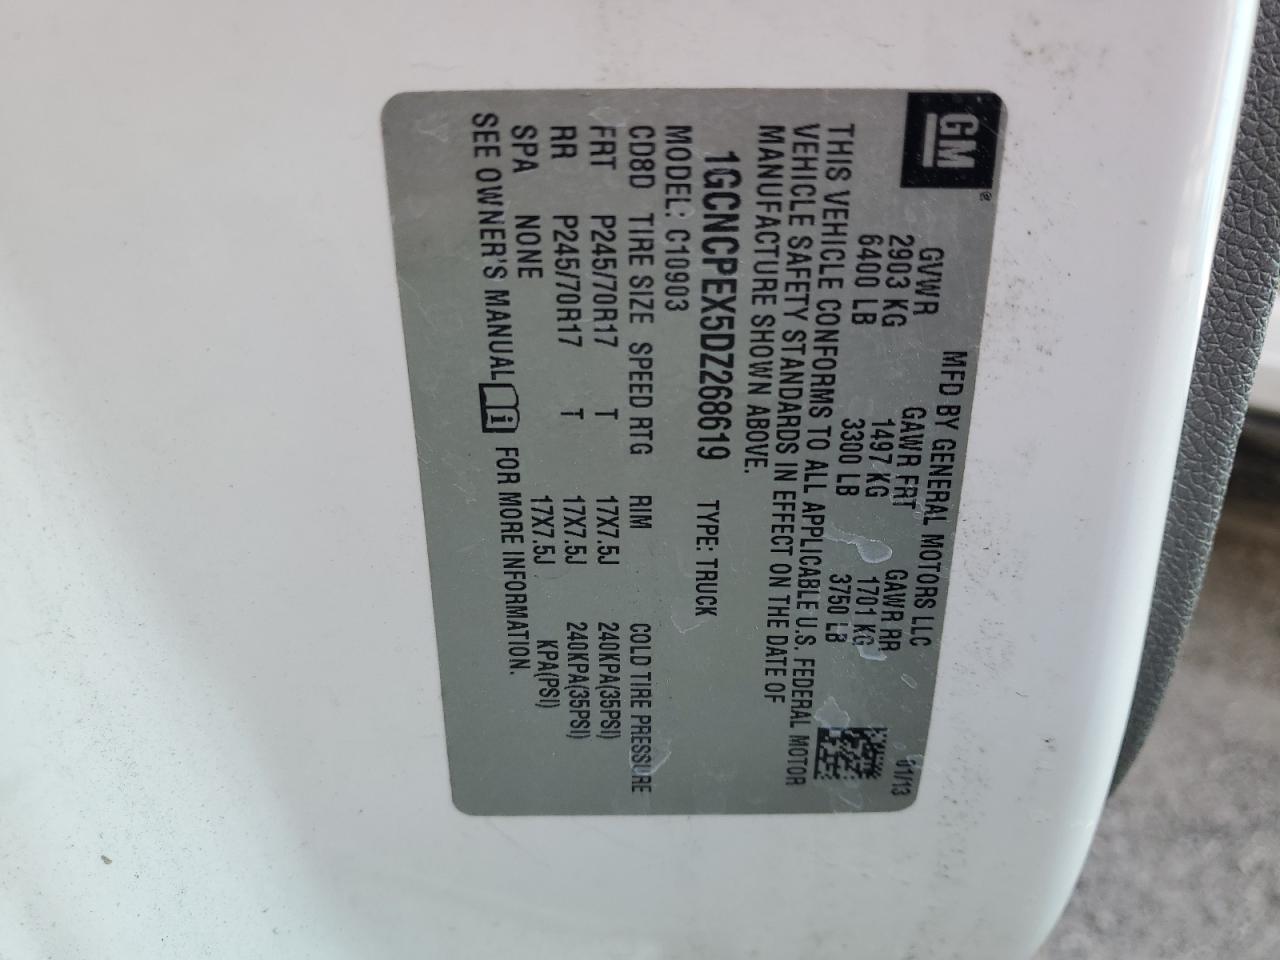 GM
MFD BY GENERAL MOTORS LLC
01/13
GVWR GAWR FRT GAWR RR
2903 KG 1497 KG 1701 KG
6400 LB 3300 LB 3750 LB
THIS VEHICLE CONFORMS TO ALL APPLICABLE U.S. FEDERAL MOTOR
VEHICLE SAFETY STANDARDS IN EFFECT ON THE DATE OF
MANUFACTURE SHOWN ABOVE.
1GCNCPEX5DZ268619 TYPE: TRUCK
MODEL: C10903
CD8D TIRE SIZE SPEED RTG RIM COLD TIRE PRESSURE
FRT P245/70R17 T 17X7.5J 240KPA(35PSI)
RR P245/70R17 T 17X7.5J 240KPA(35PSI)
SPA NONE 17X7.5J KPA(PSI)
SEE OWNER'S MANUAL i FOR MORE INFORMATION.